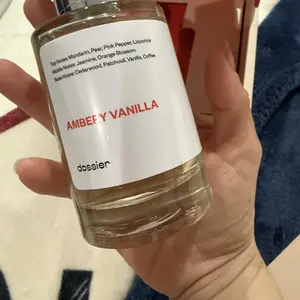 Top Notes: Mandarin, Pear, Pink Pepper, Liquorice
Middle Notes: Jasmine, Orange Blossom
Base Notes: Cedarwood, Patchouli, Vanilla, Coffee
AMBERY VANILLA
dossier